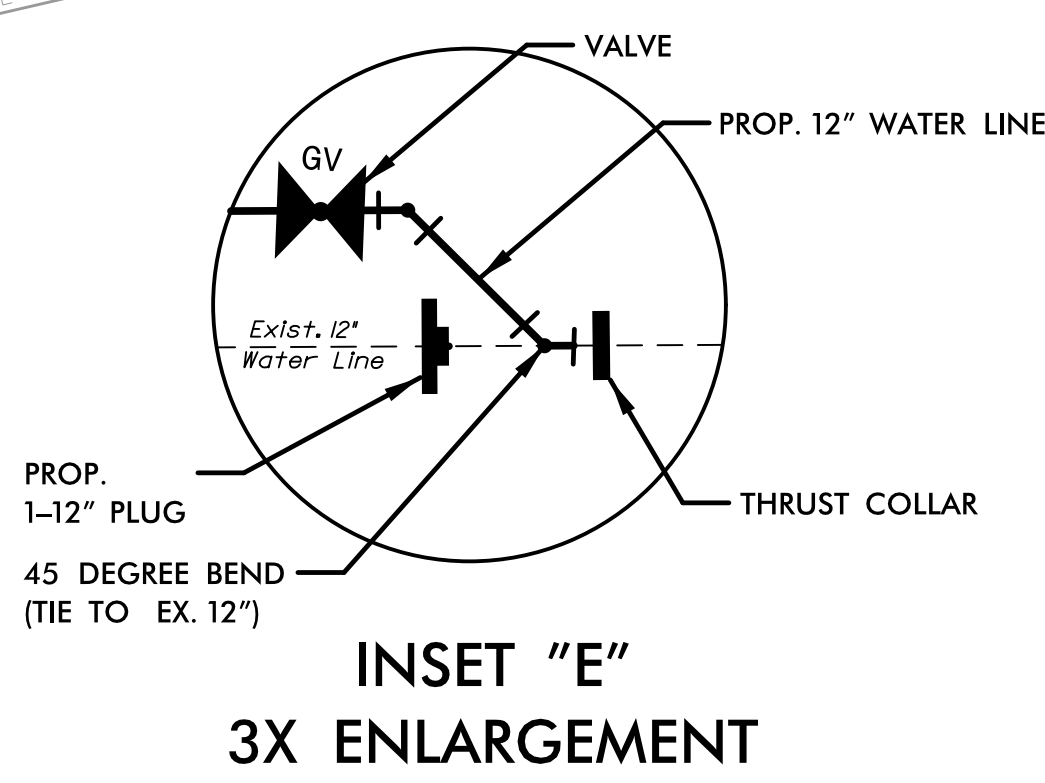 VALVE
PROP. 12" WATER LINE
GV
Exist. 12"
Water Line
PROP.
1–12" PLUG
THRUST COLLAR
45 DEGREE BEND
(TIE TO EX. 12")
INSET "E"
3X ENLARGEMENT